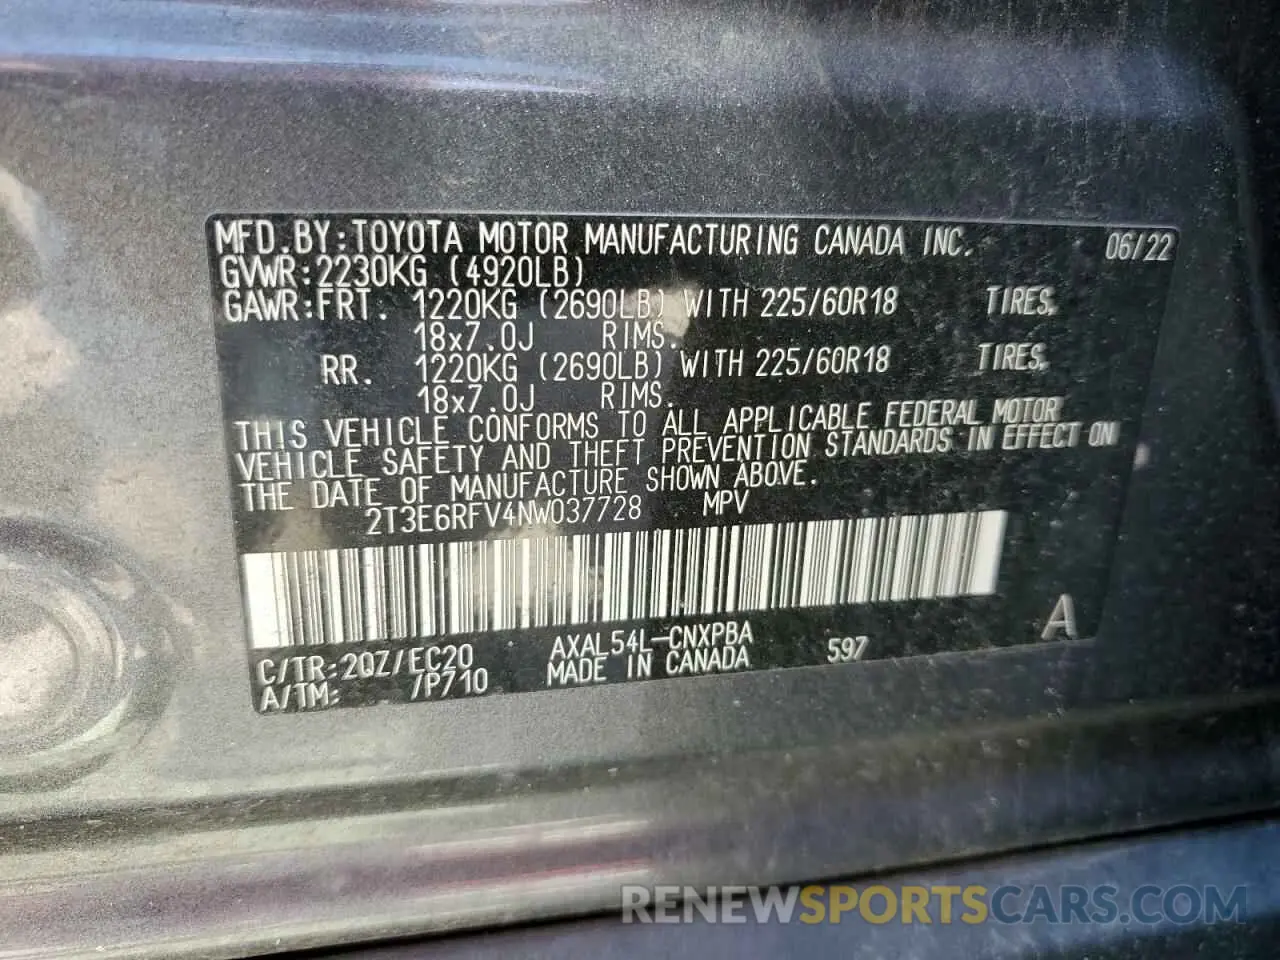 MFD.BY:TOYOTA MOTOR MANUFACTURING CANADA INC. 06/22
GVWR:2230KG (4920LB)
GAWR:FRT. 1220KG (2690LB) WITH 225/60R18 TIRES,
18x7.0J RIMS.
RR. 1220KG (2690LB) WITH 225/60R18 TIRES,
18x7.0J RIMS.
THIS VEHICLE CONFORMS TO ALL APPLICABLE FEDERAL MOTOR
VEHICLE SAFETY AND THEFT PREVENTION STANDARDS IN EFFECT ON
THE DATE OF MANUFACTURE SHOWN ABOVE.
2T3E6RFV4NW037728 MPV
A
C/TR:2QZ/EC20 AXAL54L-CNXPBA 597
A/TM: /P710 MADE IN CANADA
RENEWSPORTSCARS.COM